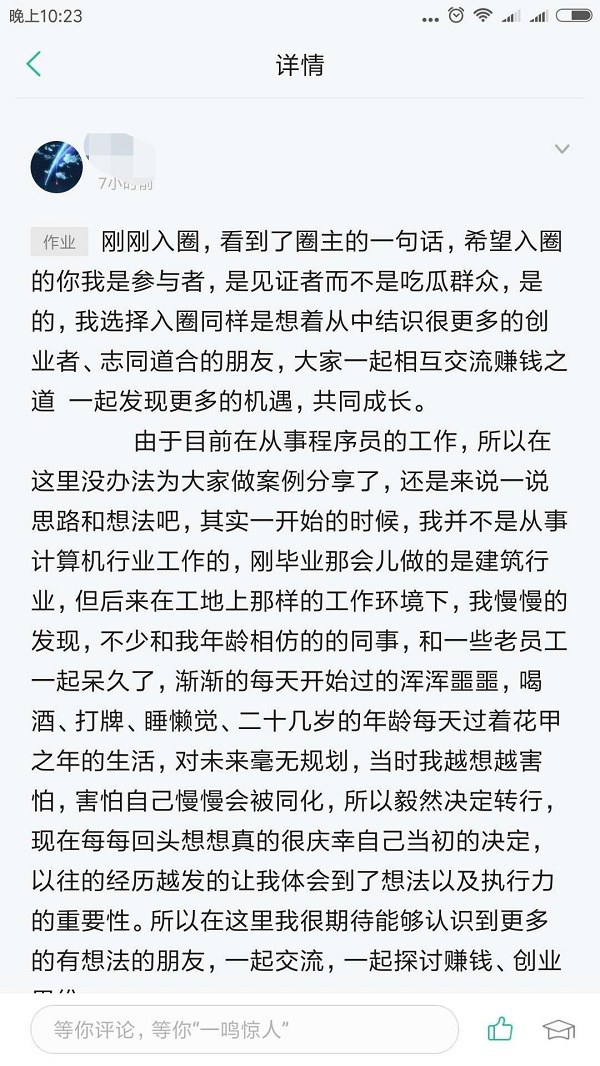 晚上10:23
详情
7小时前
作业 刚刚入圈，看到了圈主的一句话，希望入圈
的你我是参与者，是见证者而不是吃瓜群众，是
的，我选择入圈同样是想着从中结识很更多的创
业者、志同道合的朋友，大家一起相互交流赚钱之
道 一起发现更多的机遇，共同成长。
由于目前在从事程序员的工作，所以在
这里没办法为大家做案例分享了，还是来说一说
思路和想法吧，其实一开始的时候，我并不是从事
计算机行业工作的，刚毕业那会儿做的是建筑行
业，但后来在工地上那样的工作环境下，我慢慢的
发现，不少和我年龄相仿的的同事，和一些老员工
一起呆久了，渐渐的每天开始过的浑浑噩噩，喝
酒、打牌、睡懒觉、二十几岁的年龄每天过着花甲
之年的生活，对未来毫无规划，当时我越想越害
怕，害怕自己慢慢会被同化，所以毅然决定转行，
现在每每回头想想真的很庆幸自己当初的决定，
以往的经历越发的让我体会到了想法以及执行力
的重要性。所以在这里我很期待能够认识到更多
的有想法的朋友，一起交流，一起探讨赚钱、创业
等你评论，等你“一鸣惊人”